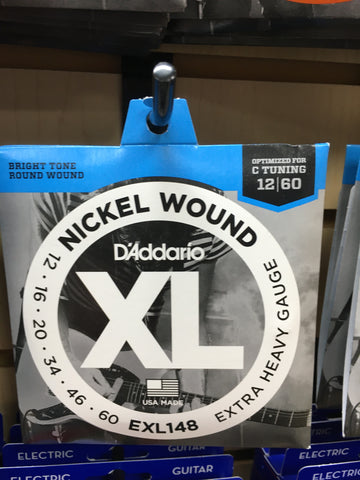 BRIGHT TONE
ROUND WOUND
OPTIMIZED FOR
C TUNING
12|60
NICKEL WOUND
D'Addario
XL
12 · 16 · 20 · 34 · 46 · 60
USA MADE
EXL148
EXTRA HEAVY GAUGE
ELECTRIC
GUITAR
ELECTRIC
ELECTRIC
GUITAR
ELECTRIC